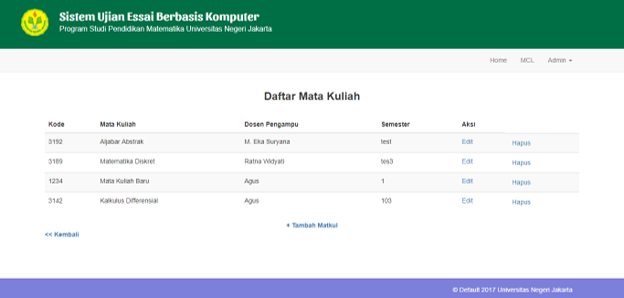 Sistem Ujian Essai Berbasis Komputer
Program Studi Pendidikan Matematika Universitas Negeri Jakarta
Home MCL Admin
Daftar Mata Kuliah
Kode Mata Kuliah Dosen Pengampu Semester Aksi
3192 Aljabar Abstrak M. Eka Suryana test Edit Hapus
3189 Matematika Diskret Ratna Widyati tes3 Edit Hapus
1234 Mata Kuliah Baru Agus 1 Edit Hapus
3142 Kalkulus Differensial Agus 103 Edit Hapus
+ Tambah Matkul
<< Kembali
© Default 2017 Universitas Negeri Jakarta